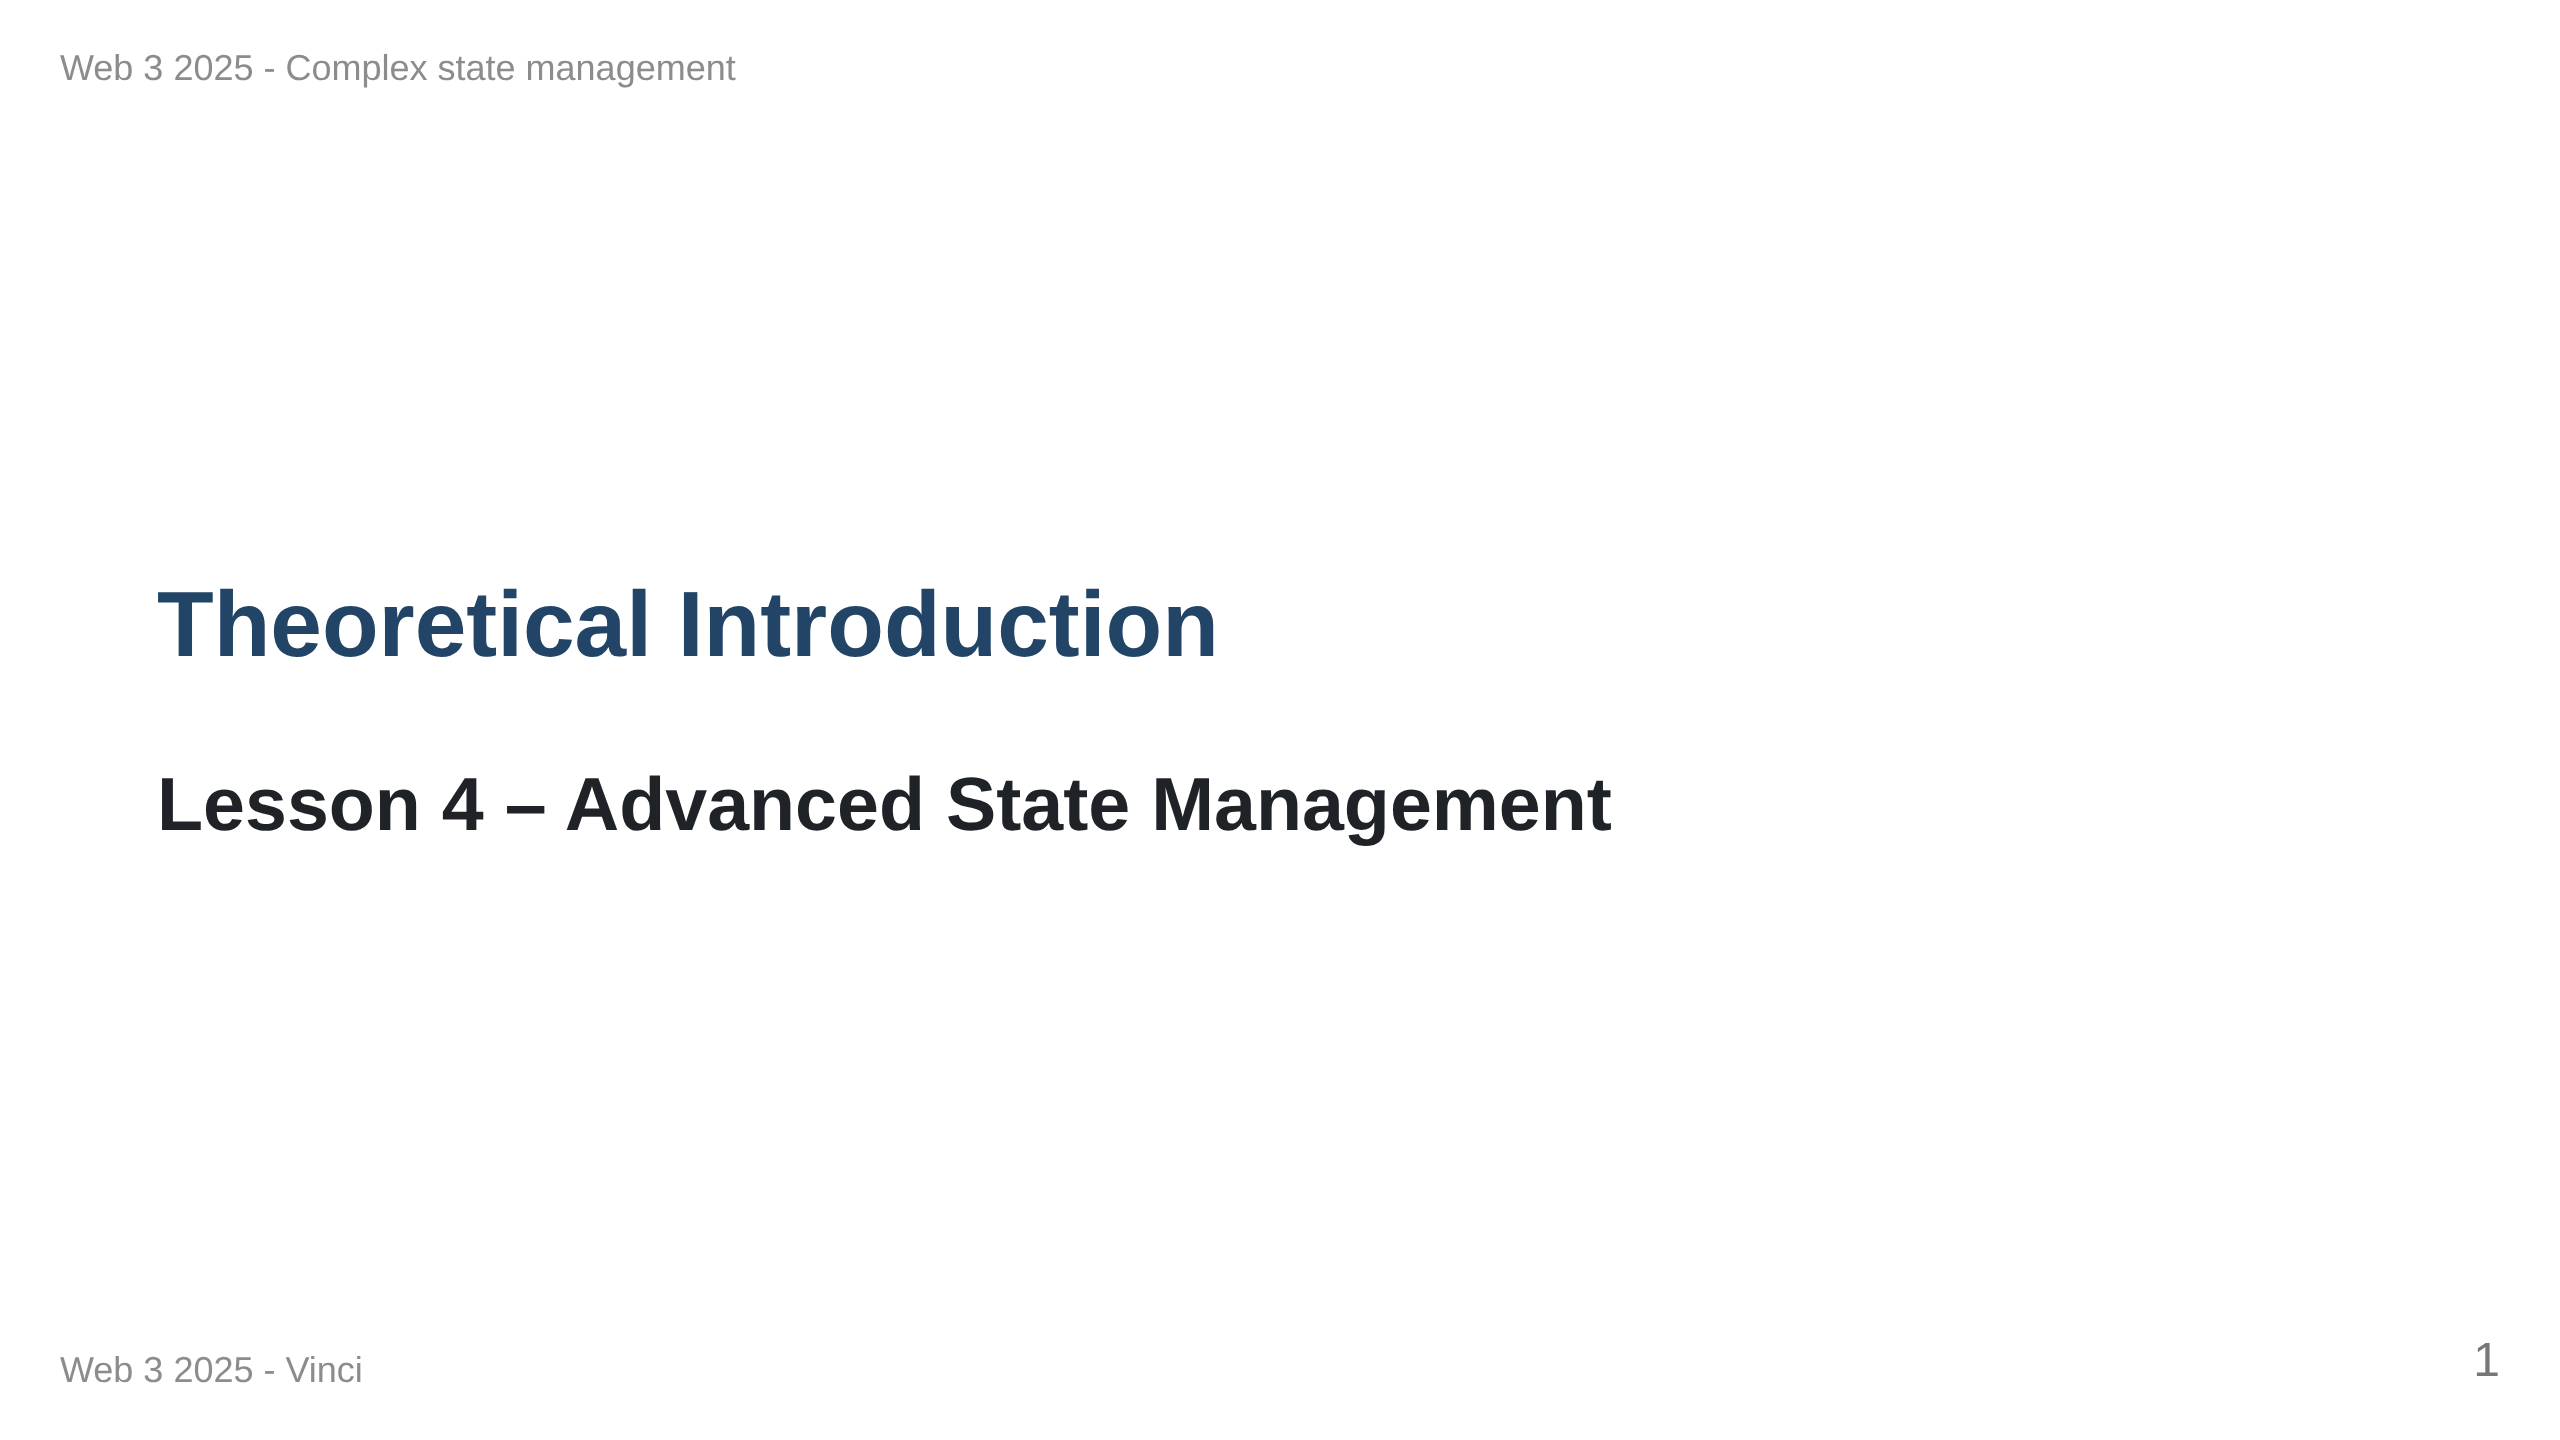 Web 3 2025 - Complex state management
Theoretical Introduction
Lesson 4 – Advanced State Management
Web 3 2025 - Vinci
1